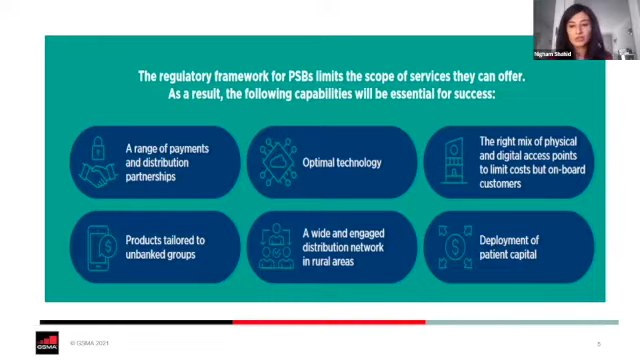 Nigham Shahid
The regulatory framework for PSBs limits the scope of services they can offer.
As a result, the following capabilities will be essential for success:
A range of payments
and distribution
partnerships
Optimal technology
The right mix of physical
and digital access points
to limit costs but on-board
customers
Products tailored to
unbanked groups
A wide and engaged
distribution network
in rural areas
Deployment of
patient capital
GSMA
© GSMA 2021
5